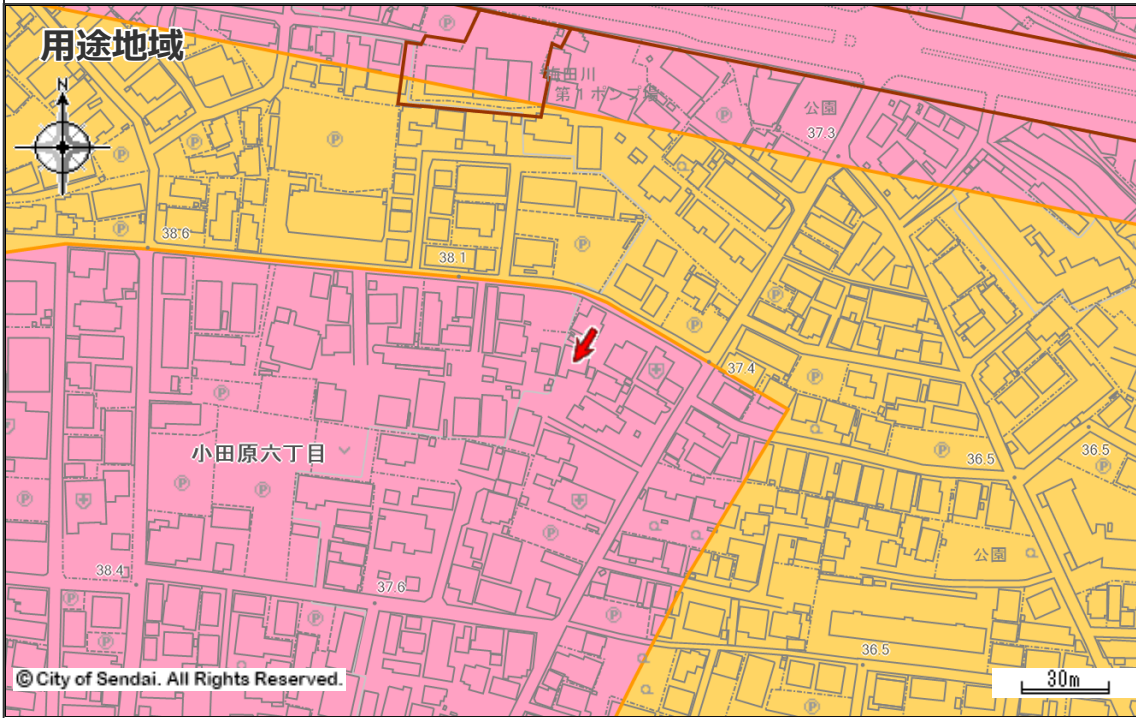 用途地域
N
梅田川
第1ポンプ場
公園
37.3
38.6
38.1
37.4
小田原六丁目
36.5
36.5
公園
38.4
37.6
36.5
© City of Sendai. All Rights Reserved.
30m